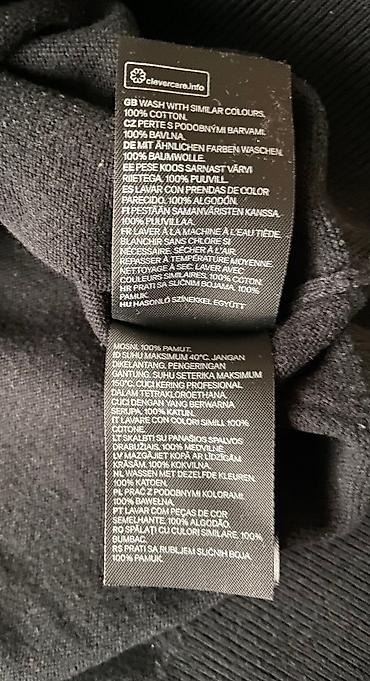 clevercare.info
GB WASH WITH SIMILAR COLOURS.
100% COTTON.
CZ PERTE S PODOBNÝMI BARVAMI.
100% BAVLNA.
DE MIT ÄHNLICHEN FARBEN WASCHEN.
100% BAUMWOLLE.
EE PESE KOOS SARNAST VÄRVI
RIIETEGA. 100% PUUVILL.
ES LAVAR CON PRENDAS DE COLOR
PARECIDO. 100% ALGODÓN.
FI PESTÄÄN SAMANVÄRISTEN KANSSA.
100% PUUVILLAA.
FR LAVER À LA MACHINE À L'EAU TIÈDE.
BLANCHIR SANS CHLORE SI
NÉCESSAIRE. SÉCHER À L'AIR.
REPASSER À TEMPÉRATURE MOYENNE.
NETTOYAGE À SEC. LAVER AVEC
COULEURS SIMILAIRES. 100% COTON.
HR PRATI SA SLIČNIM BOJAMA. 100%
PAMUK.
HU HASONLÓ SZÍNEKKEL EGYÜTT
MOSNI. 100% PAMUT.
ID SUHU MAKSIMUM 40°C. JANGAN
DIKELANTANG. PENGERINGAN
GANTUNG. SUHU SETERIKA MAKSIMUM
150°C. CUCI KERING PROFESIONAL
DALAM TETRAKLOROETHANA.
CUCI DENGAN YANG BERWARNA
SERUPA. 100% KATUN.
IT LAVARE CON COLORI SIMILI. 100%
COTONE.
LT SKALBTI SU PANAŠIOS SPALVOS
DRABUŽIAIS. 100% MEDVILNĖ.
LV MAZGĀJIET KOPĀ AR LĪDZĪGĀM
KRĀSĀM. 100% KOKVILNA.
NL WASSEN MET DEZELFDE KLEUREN.
100% KATOEN.
PL PRAĆ Z PODOBNYMI KOLORAMI.
100% BAWEŁNA.
PT LAVAR COM PEÇAS DE COR
SEMELHANTE. 100% ALGODÃO.
RO SPĂLAȚI CU CULORI SIMILARE. 100%
BUMBAC.
RS PRATI SA RUBLJEM SLIČNIH BOJA.
100% PAMUK.